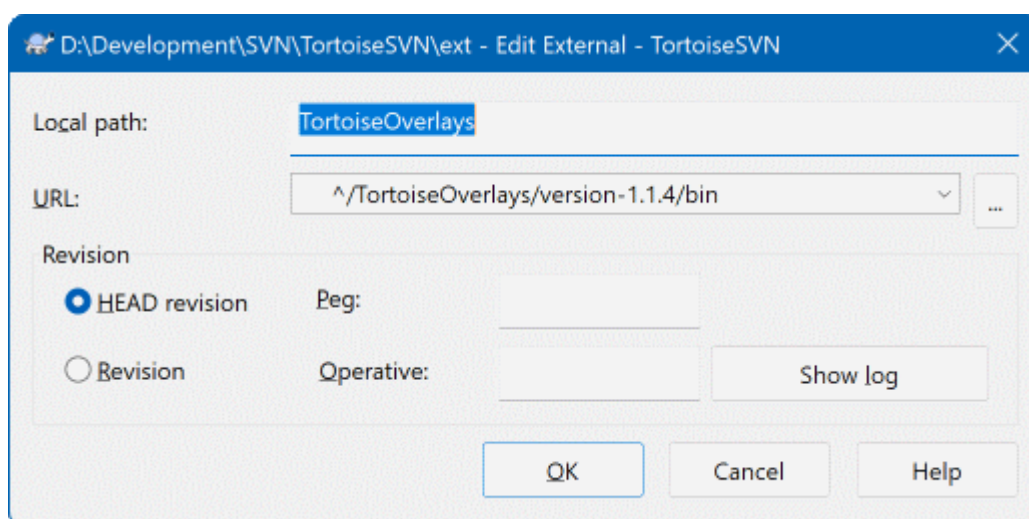 D:\Development\SVN\TortoiseSVN\ext - Edit External - TortoiseSVN
Local path: TortoiseOverlays
URL: ^/TortoiseOverlays/version-1.1.4/bin ...
Revision
HEAD revision Peg:
Revision Operative: Show log
OK Cancel Help